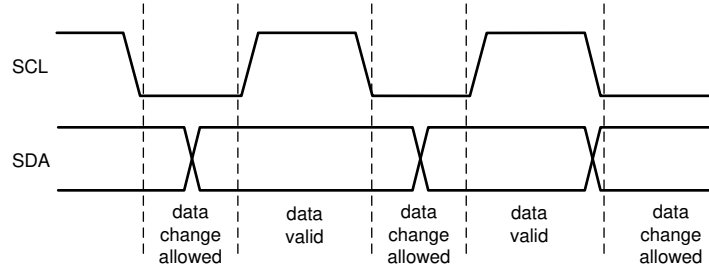 SCL
SDA
data data data data data
change valid change valid change
allowed allowed allowed